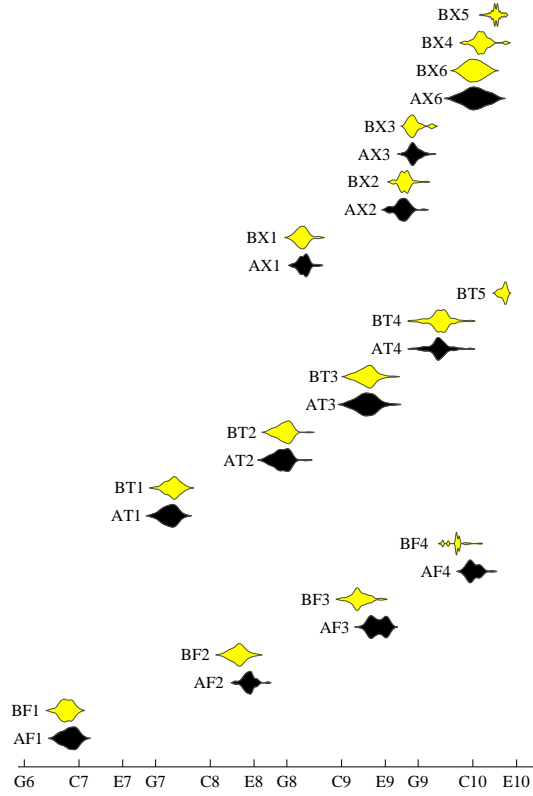 BX5
BX4
BX6
AX6
BX3
AX3
BX2
AX2
BX1
AX1
BT5
BT4
AT4
BT3
AT3
BT2
AT2
BT1
AT1
BF4
AF4
BF3
AF3
BF2
AF2
BF1
AF1
G6 C7 E7 G7 C8 E8 G8 C9 E9 G9 C10 E10